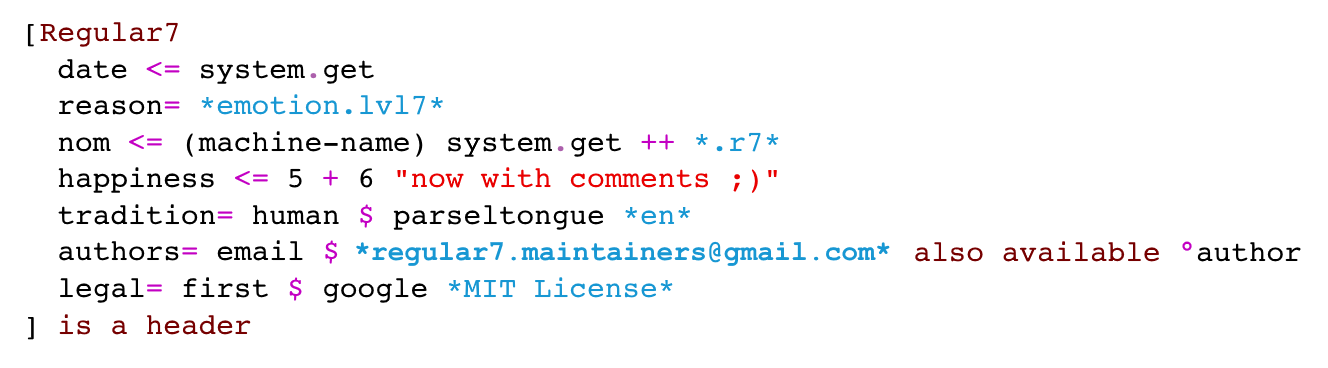 [Regular7
date <= system.get
reason= *emotion.lvl7*
nom <= (machine-name) system.get ++ *.r7*
happiness <= 5 + 6 "now with comments ;)"
tradition= human $ parseltongue *en*
authors= email $ *regular7.maintainers@gmail.com* also available °author
legal= first $ google *MIT License*
] is a header